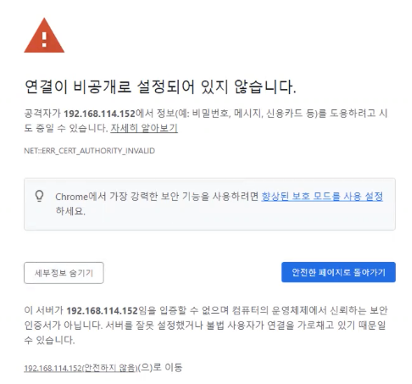 연결이 비공개로 설정되어 있지 않습니다.
공격자가 192.168.114.152에서 정보(예: 비밀번호, 메시지, 신용카드 등)를 도용하려고 시
도 중일 수 있습니다. 자세히 알아보기
NET::ERR_CERT_AUTHORITY_INVALID
Chrome에서 가장 강력한 보안 기능을 사용하려면 향상된 보호 모드를 사용 설정
하세요.
세부정보 숨기기
안전한 페이지로 돌아가기
이 서버가 192.168.114.152임을 입증할 수 없으며 컴퓨터의 운영체제에서 신뢰하는 보안
인증서가 아닙니다. 서버를 잘못 설정했거나 불법 사용자가 연결을 가로채고 있기 때문일
수 있습니다.
192.168.114.152(안전하지 않음)(으)로 이동